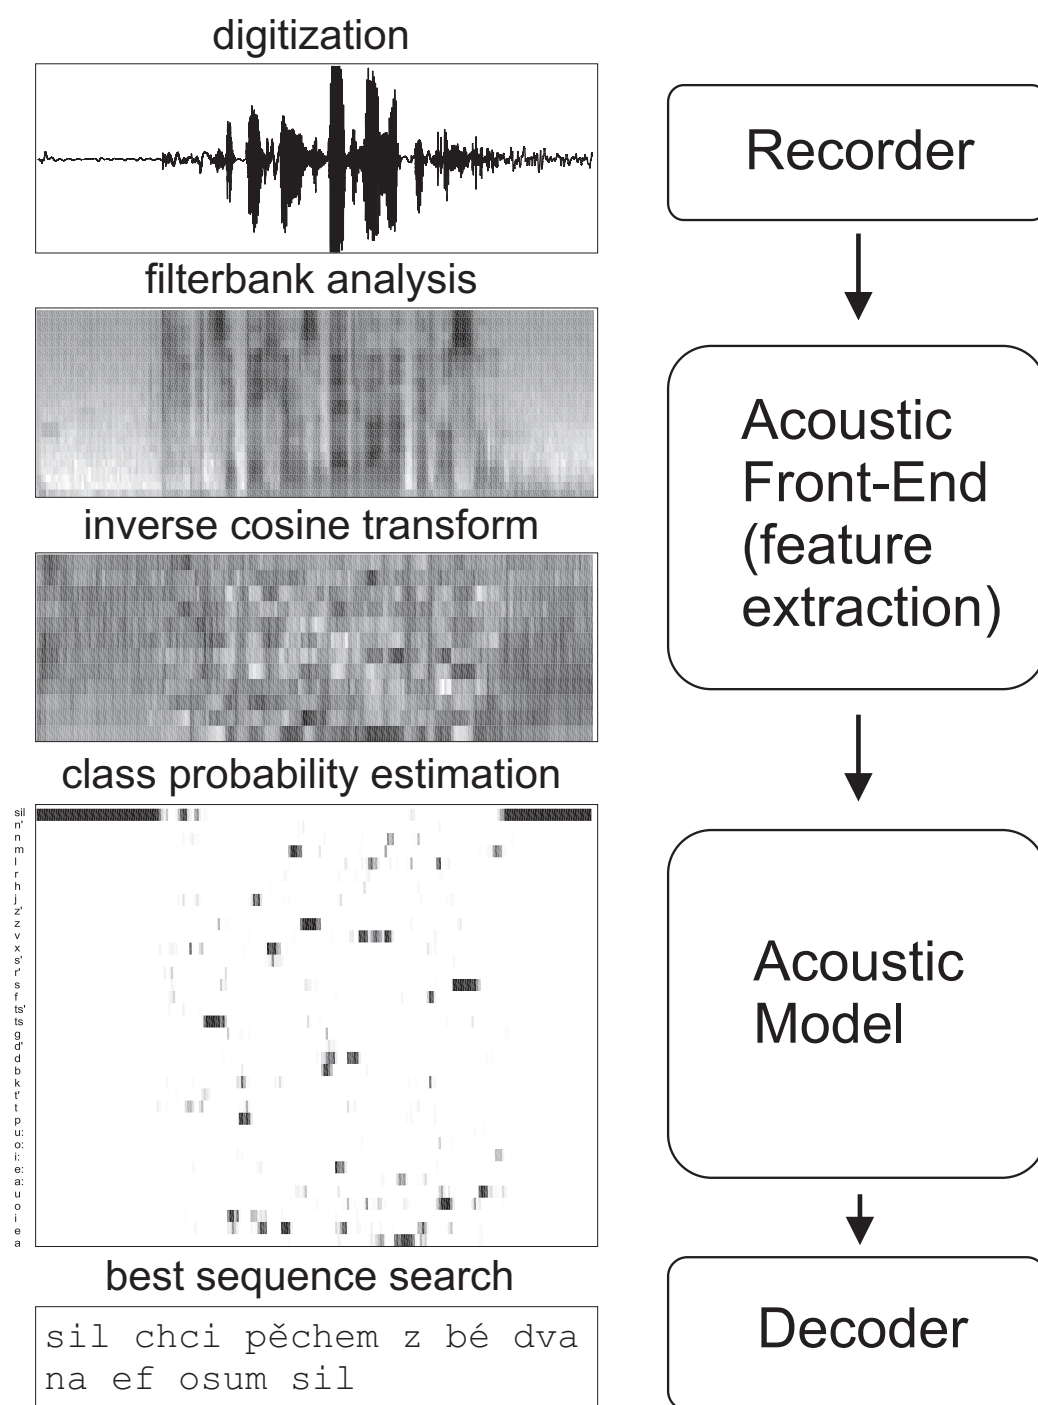 digitization
Recorder
filterbank analysis
Acoustic
Front-End
(feature
extraction)
inverse cosine transform
class probability estimation
sil
n'
n
m
l
r
h
j
z'
z
v
x
s'
r'
s
f
ts'
ts
g
d'
d
b
k
t'
t
p
u:
o:
i:
e:
a:
u
o
i
e
a
Acoustic
Model
best sequence search
sil chci pěchem z bé dva
na ef osum sil
Decoder